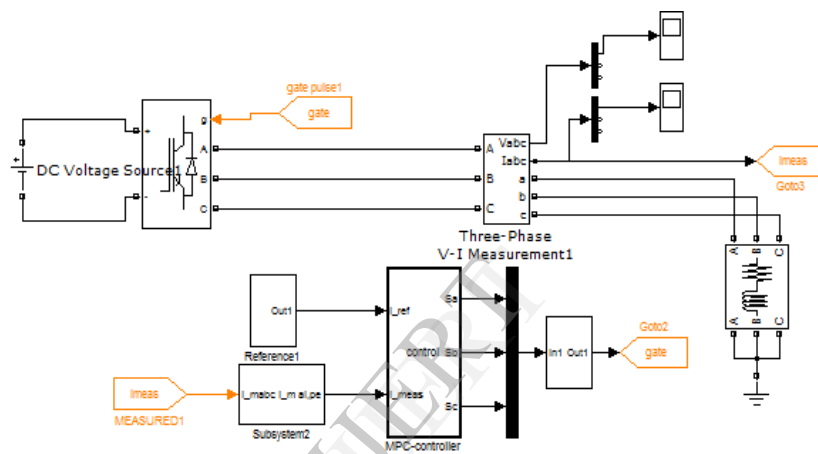 gate pulse1
gate
g
+
A
DC Voltage Source1
B
-
C
Vabc
A
Iabc
Imeas
Goto3
B
a
b
C
c
Three-Phase
V-I Measurement1
A B C
A B C
Out1
Reference1
I_ref
control
I_meas
Sa
Sb
Sc
MPC-controller
Imeas
MEASURED1
I_mabc I_m al,pe
Subsystem2
In1 Out1
Goto2
gate
IJERT